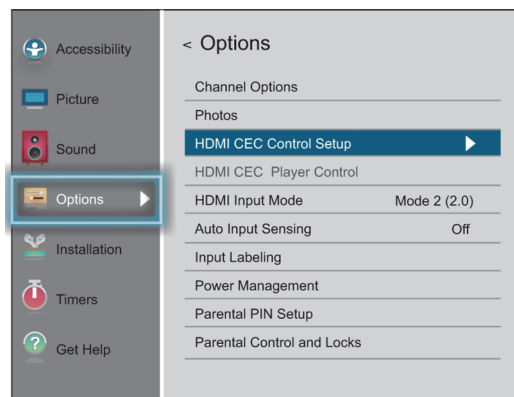 Accessibility
Picture
Sound
Options
Installation
Timers
Get Help
< Options
Channel Options
Photos
HDMI CEC Control Setup
HDMI CEC Player Control
HDMI Input Mode Mode 2 (2.0)
Auto Input Sensing Off
Input Labeling
Power Management
Parental PIN Setup
Parental Control and Locks